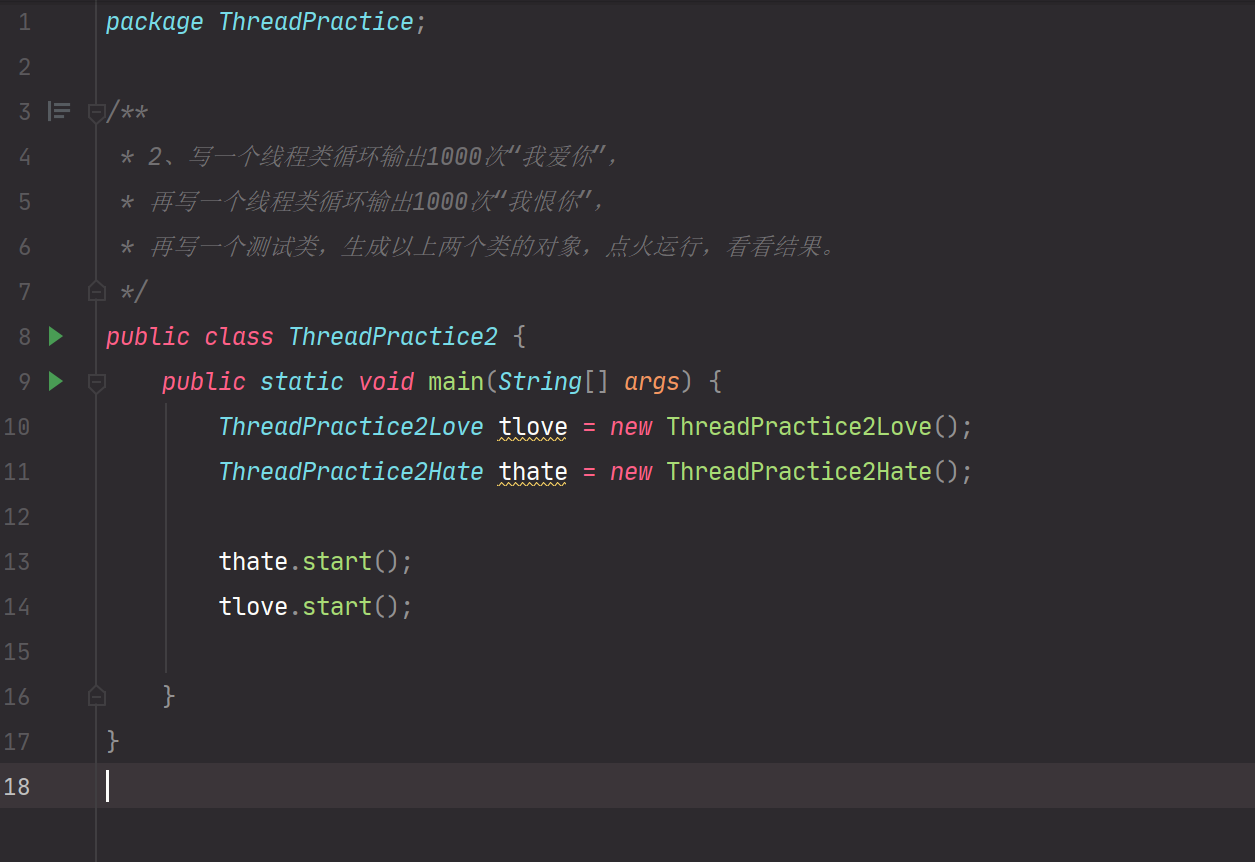 1 package ThreadPractice;
2
3 /**
4 * 2、写一个线程类循环输出1000次“我爱你”，
5 * 再写一个线程类循环输出1000次“我恨你”，
6 * 再写一个测试类，生成以上两个类的对象，点火运行，看看结果。
7 */
8 public class ThreadPractice2 {
9 public static void main(String[] args) {
10 ThreadPractice2Love tlove = new ThreadPractice2Love();
11 ThreadPractice2Hate thate = new ThreadPractice2Hate();
12
13 thate.start();
14 tlove.start();
15
16 }
17 }
18